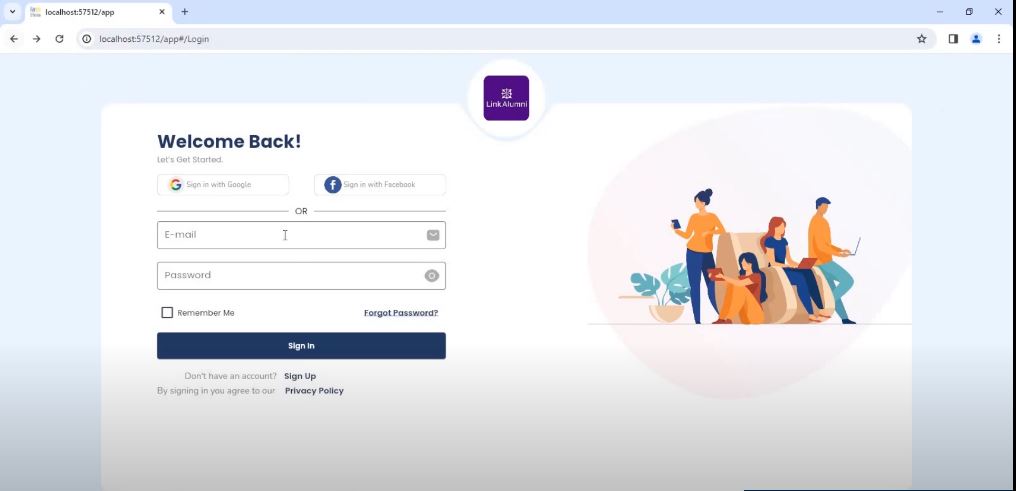 localhost:57512/app
localhost:57512/app#/Login
LinkAlumni
Welcome Back!
Let's Get Started.
Sign in with Google
Sign in with Facebook
OR
E-mail
Password
Remember Me
Forgot Password?
Sign In
Don't have an account? Sign Up
By signing in you agree to our Privacy Policy